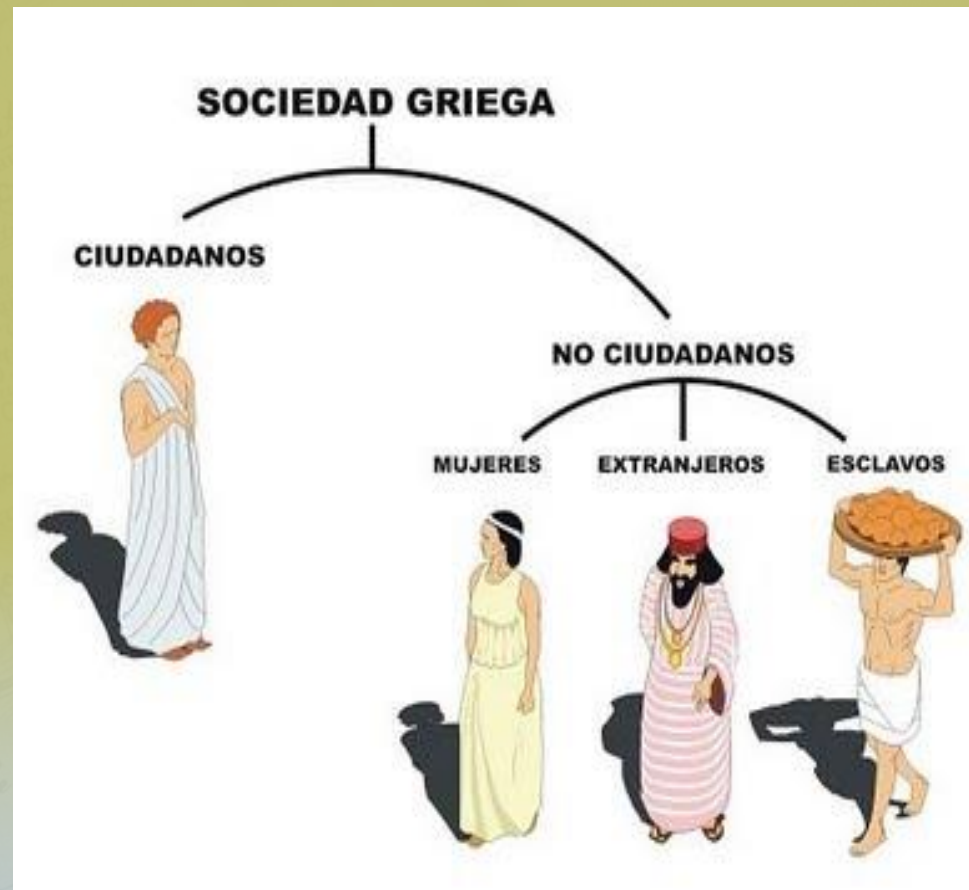 SOCIEDAD GRIEGA
CIUDADANOS
NO CIUDADANOS
MUJERES EXTRANJEROS ESCLAVOS